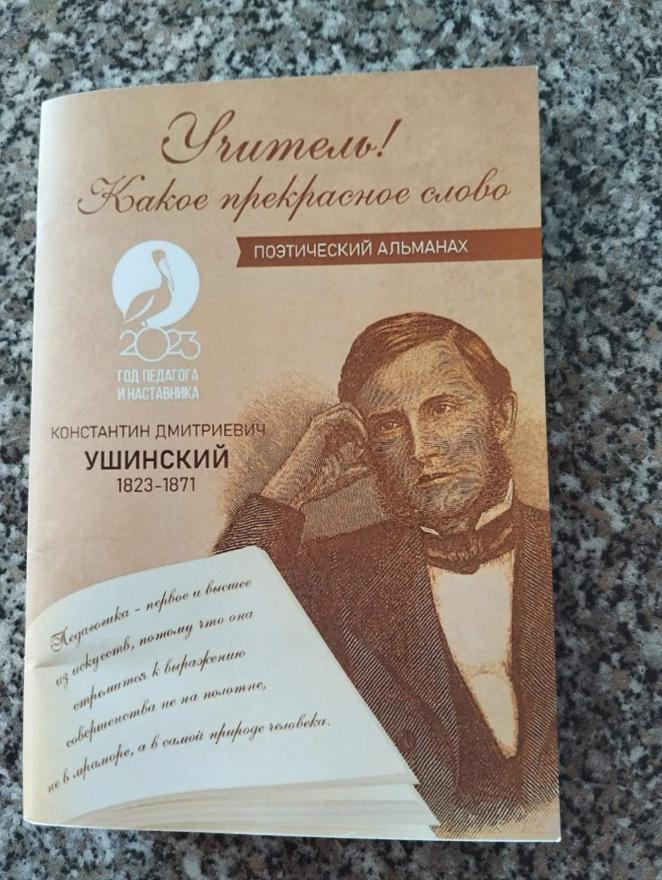 Учитель!
Какое прекрасное слово
ПОЭТИЧЕСКИЙ АЛЬМАНАХ
2023
ГОД ПЕДАГОГА
И НАСТАВНИКА
КОНСТАНТИН ДМИТРИЕВИЧ
УШИНСКИЙ
1823-1871
Педагогика - первое и высшее
из искусств, потому что она
стремится к выражению
совершенства не на полотне,
не в мраморе, а в самой природе человека.